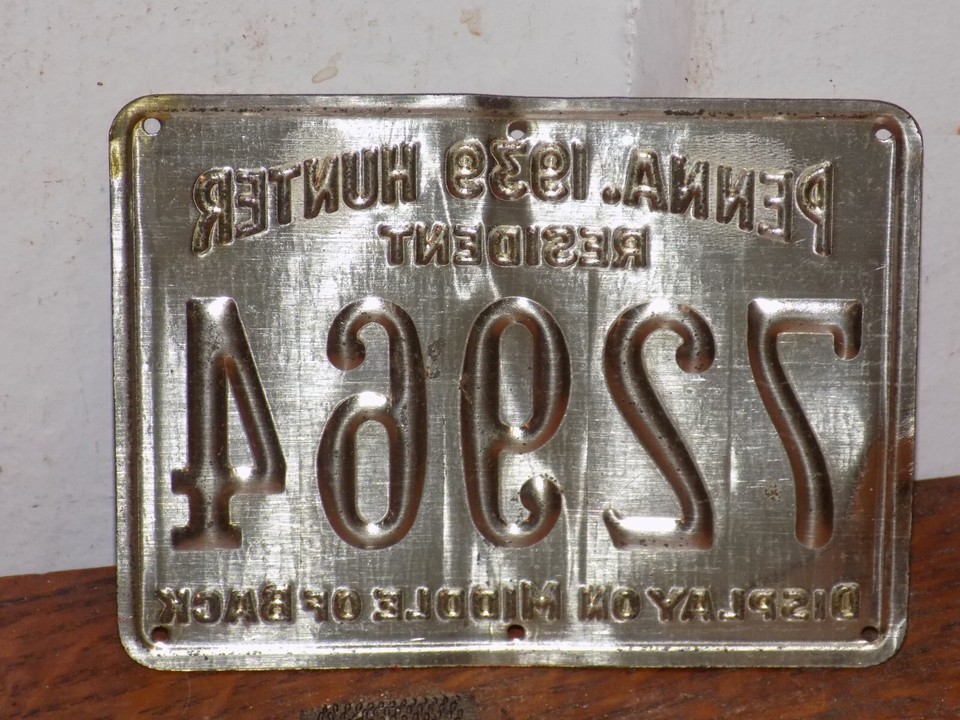 PENNA. 1939 HUNTER
RESIDENT
72964
DISPLAY ON MIDDLE OF BACK